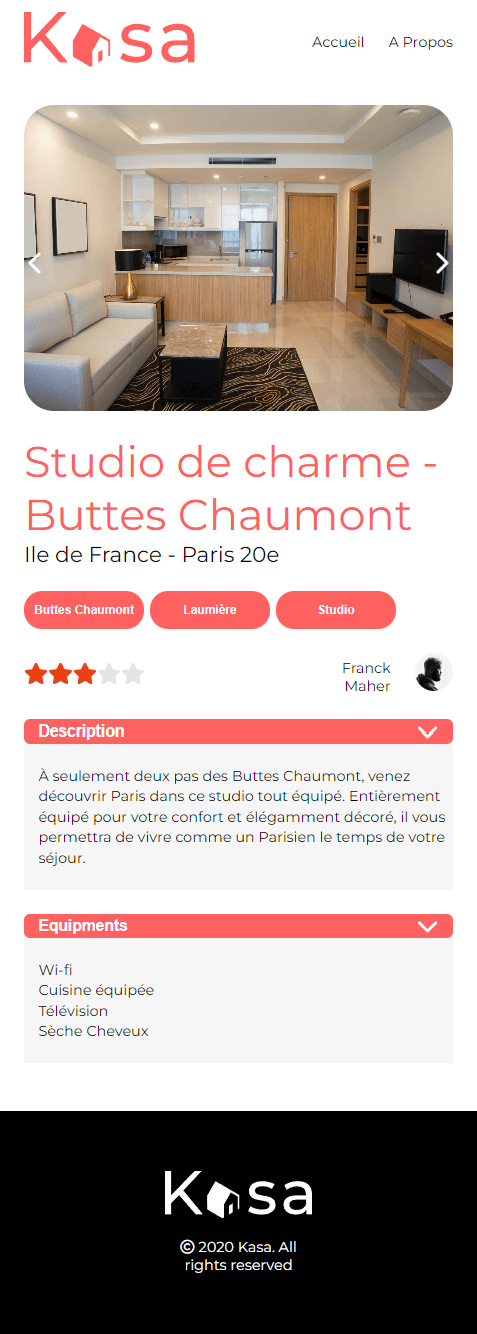 Kasa
Accueil A Propos
Studio de charme -
Buttes Chaumont
Ile de France - Paris 20e
Buttes Chaumont Laumière Studio
Franck
Maher
Description
À seulement deux pas des Buttes Chaumont, venez
découvrir Paris dans ce studio tout équipé. Entièrement
équipé pour votre confort et élégamment décoré, il vous
permettra de vivre comme un Parisien le temps de votre
séjour.
Equipments
Wi-fi
Cuisine équipée
Télévision
Sèche Cheveux
Kasa
© 2020 Kasa. All
rights reserved